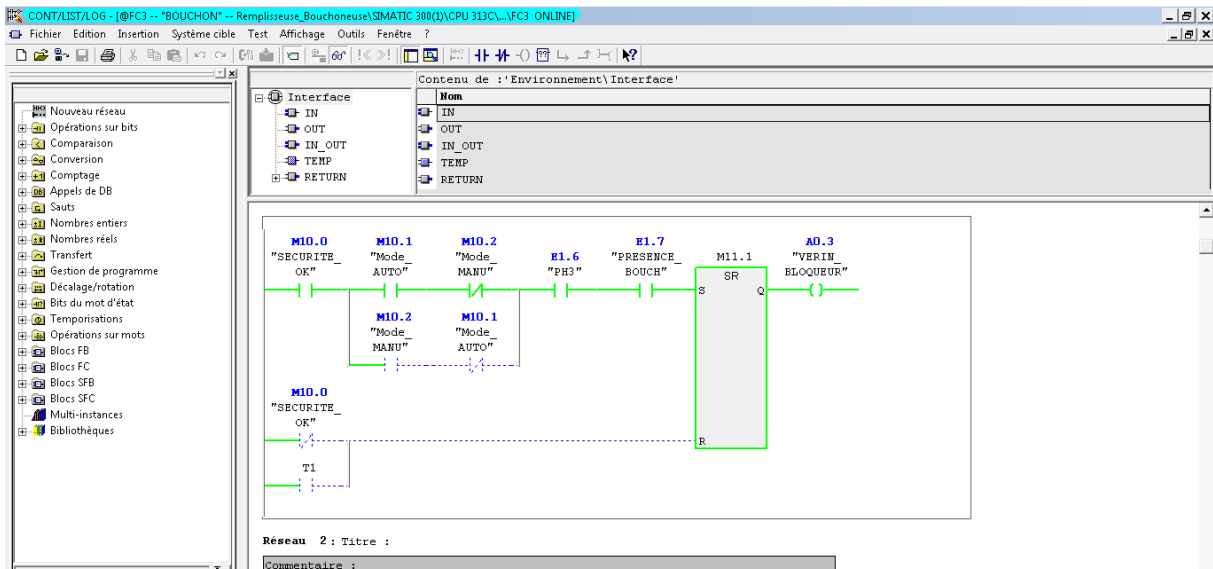 CONT/LIST/LOG - [@FC3 -- "BOUCHON" -- Remplisseuse_Bouchoneuse\SIMATIC 300(1)\CPU 313C\...\FC3 ONLINE]
Fichier Edition Insertion Système cible Test Affichage Outils Fenêtre ?
Contenu de :'Environnement\Interface'
Interface
IN
OUT
IN_OUT
TEMP
RETURN
Nom
IN
OUT
IN_OUT
TEMP
RETURN
Nouveau réseau
Opérations sur bits
Comparaison
Conversion
Comptage
Appels de DB
Sauts
Nombres entiers
Nombres réels
Transfert
Gestion de programme
Décalage/rotation
Bits du mot d'état
Temporisations
Opérations sur mots
Blocs FB
Blocs FC
Blocs SFB
Blocs SFC
Multi-instances
Bibliothèques
M10.0 M10.1 M10.2 E1.7 A0.3
"SECURITE_ "Mode_ "Mode_ E1.6 "PRESENCE_ M11.1 "VERIN_
OK" AUTO" MANU" "PH3" BOUCH" SR BLOQUEUR"
S Q
M10.2 M10.1
"Mode_ "Mode_
MANU" AUTO"
M10.0
"SECURITE_
OK"
R
T1
Réseau 2 : Titre :
Commentaire :